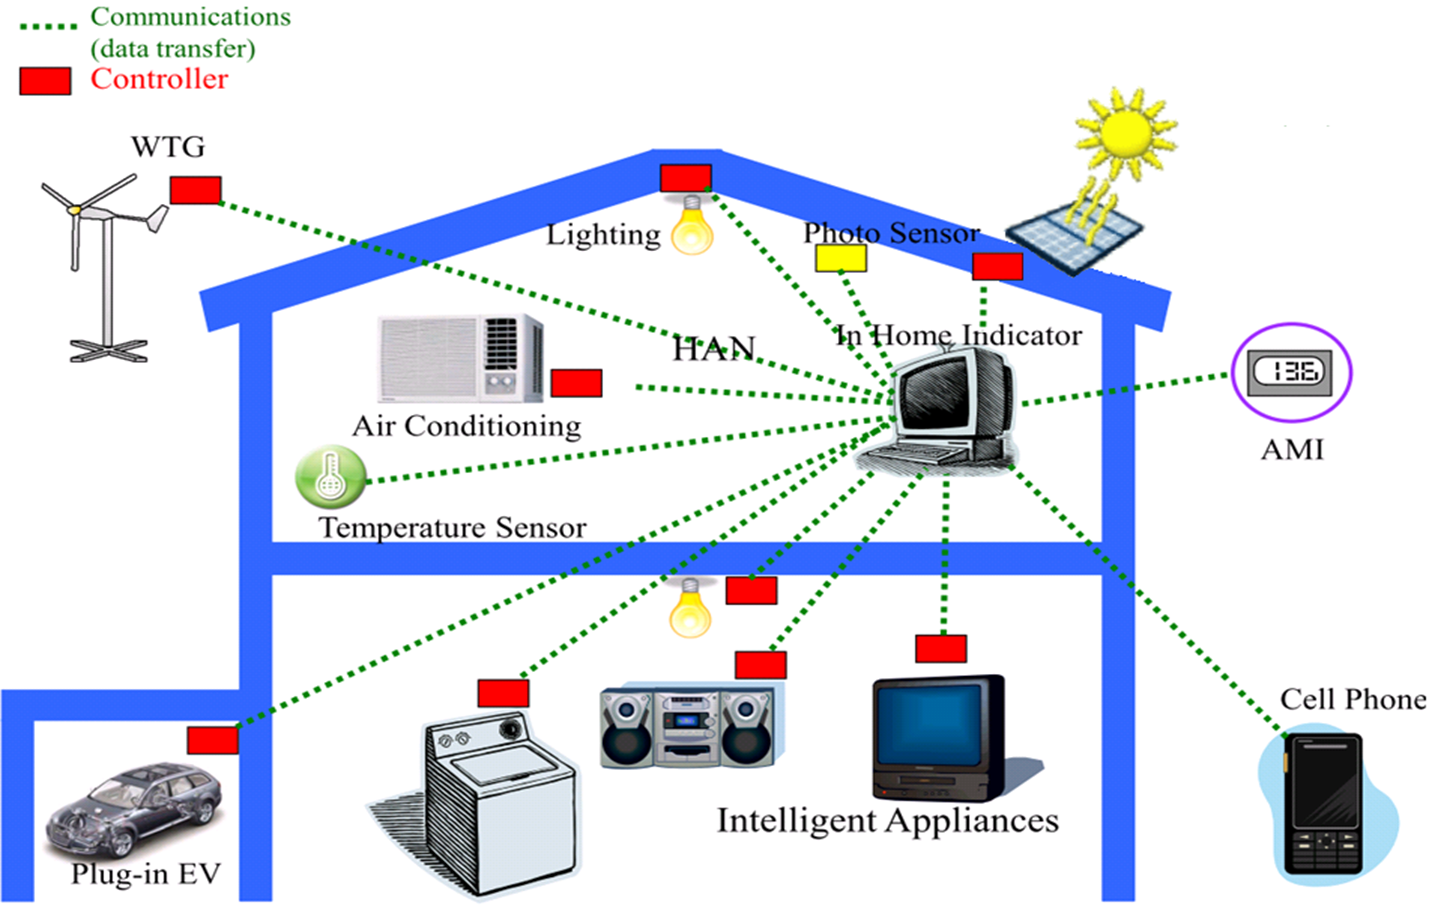 Communications
(data transfer)
Controller
WTG
Lighting
Photo Sensor
In Home Indicator
HAN
136
Air Conditioning
AMI
Temperature Sensor
Cell Phone
Intelligent Appliances
Plug-in EV